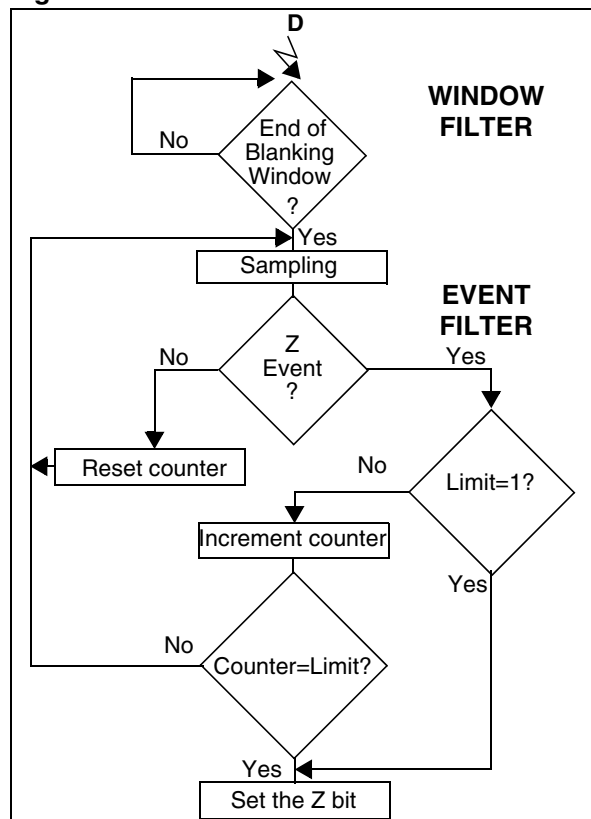 D
WINDOW
FILTER
End of
Blanking
Window
?
No
Yes
Sampling
EVENT
FILTER
Z
Event
?
No
Yes
Reset counter
Limit=1?
No
Increment counter
Yes
Counter=Limit?
No
Yes
Set the Z bit